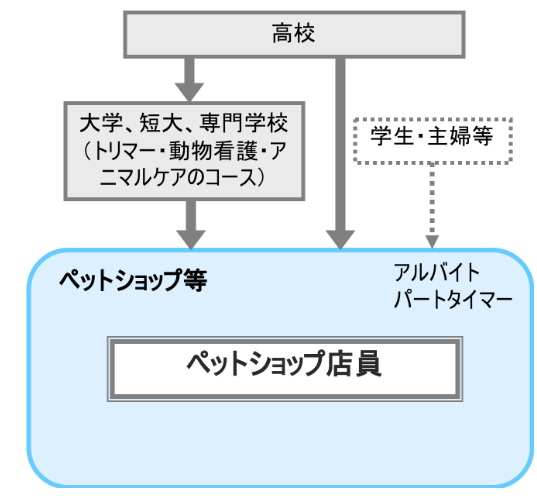 高校
大学、短大、専門学校
（トリマー・動物看護・ア
ニマルケアのコース）
学生・主婦等
ペットショップ等
アルバイト
パートタイマー
ペットショップ店員